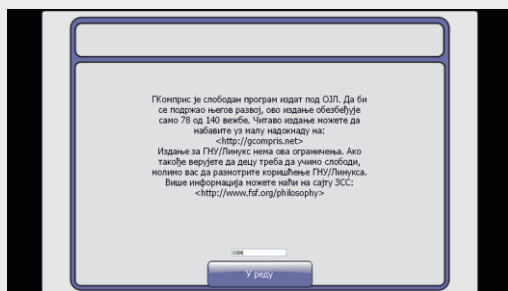 ГКомприс је слободан програм издат под ОЈЛ. Да би
се подржао његов развој, ово издање обезбеђује
само 78 од 140 вежбе. Читаво издање можете да
набавите уз малу надокнаду на:
<http://gcompris.net>
Издање за ГНУ/Линукс нема ова ограничења. Ако
такође верујете да децу треба да учимо слободи,
молимо вас да размотрите коришћење ГНУ/Линукса.
Више информација можете наћи на сајту ЗСС:
<http://www.fsf.org/philosophy>
У реду